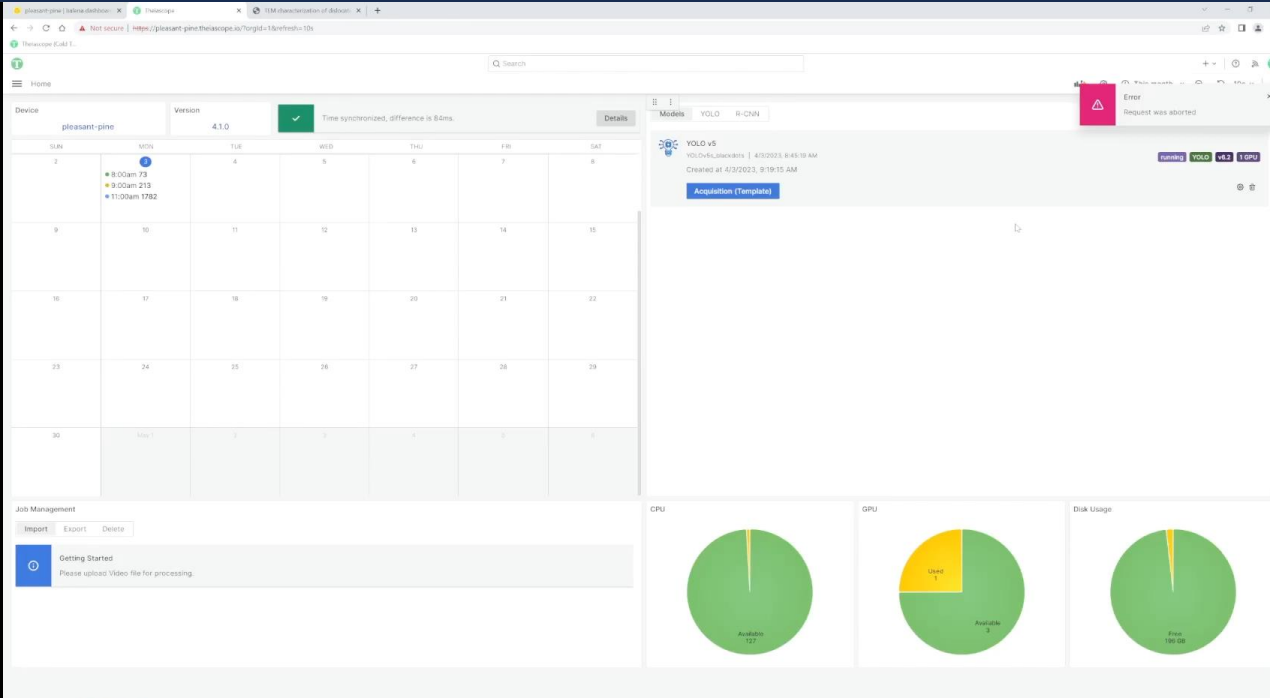 pleasant-pine | balena dashboar
Theiascope
TEM characterization of dislocati
Not secure | https://pleasant-pine.theiascope.io/?orgId=1&refresh=10s
Search
Home
This month
10s
Error
Request was aborted
Device
pleasant-pine
Version
4.1.0
Time synchronized, difference is 84ms.
Details
SUN MON TUE WED THU FRI SAT
2 3 4 5 6 7 8
8:00am 73
9:00am 213
11:00am 1782
9 10 11 12 13 14 15
16 17 18 19 20 21 22
23 24 25 26 27 28 29
30 May 1 2 3 4 5 6
Models YOLO R-CNN
YOLO v5
YOLOv5s_blackdots | 4/3/2023, 8:45:18 AM
Created at 4/3/2023, 9:19:15 AM
running YOLO v6.2 1 GPU
Acquisition (Template)
Job Management
Import Export Delete
Getting Started
Please upload Video file for processing.
CPU
Available
127
GPU
Used
1
Available
3
Disk Usage
Free
196 GB